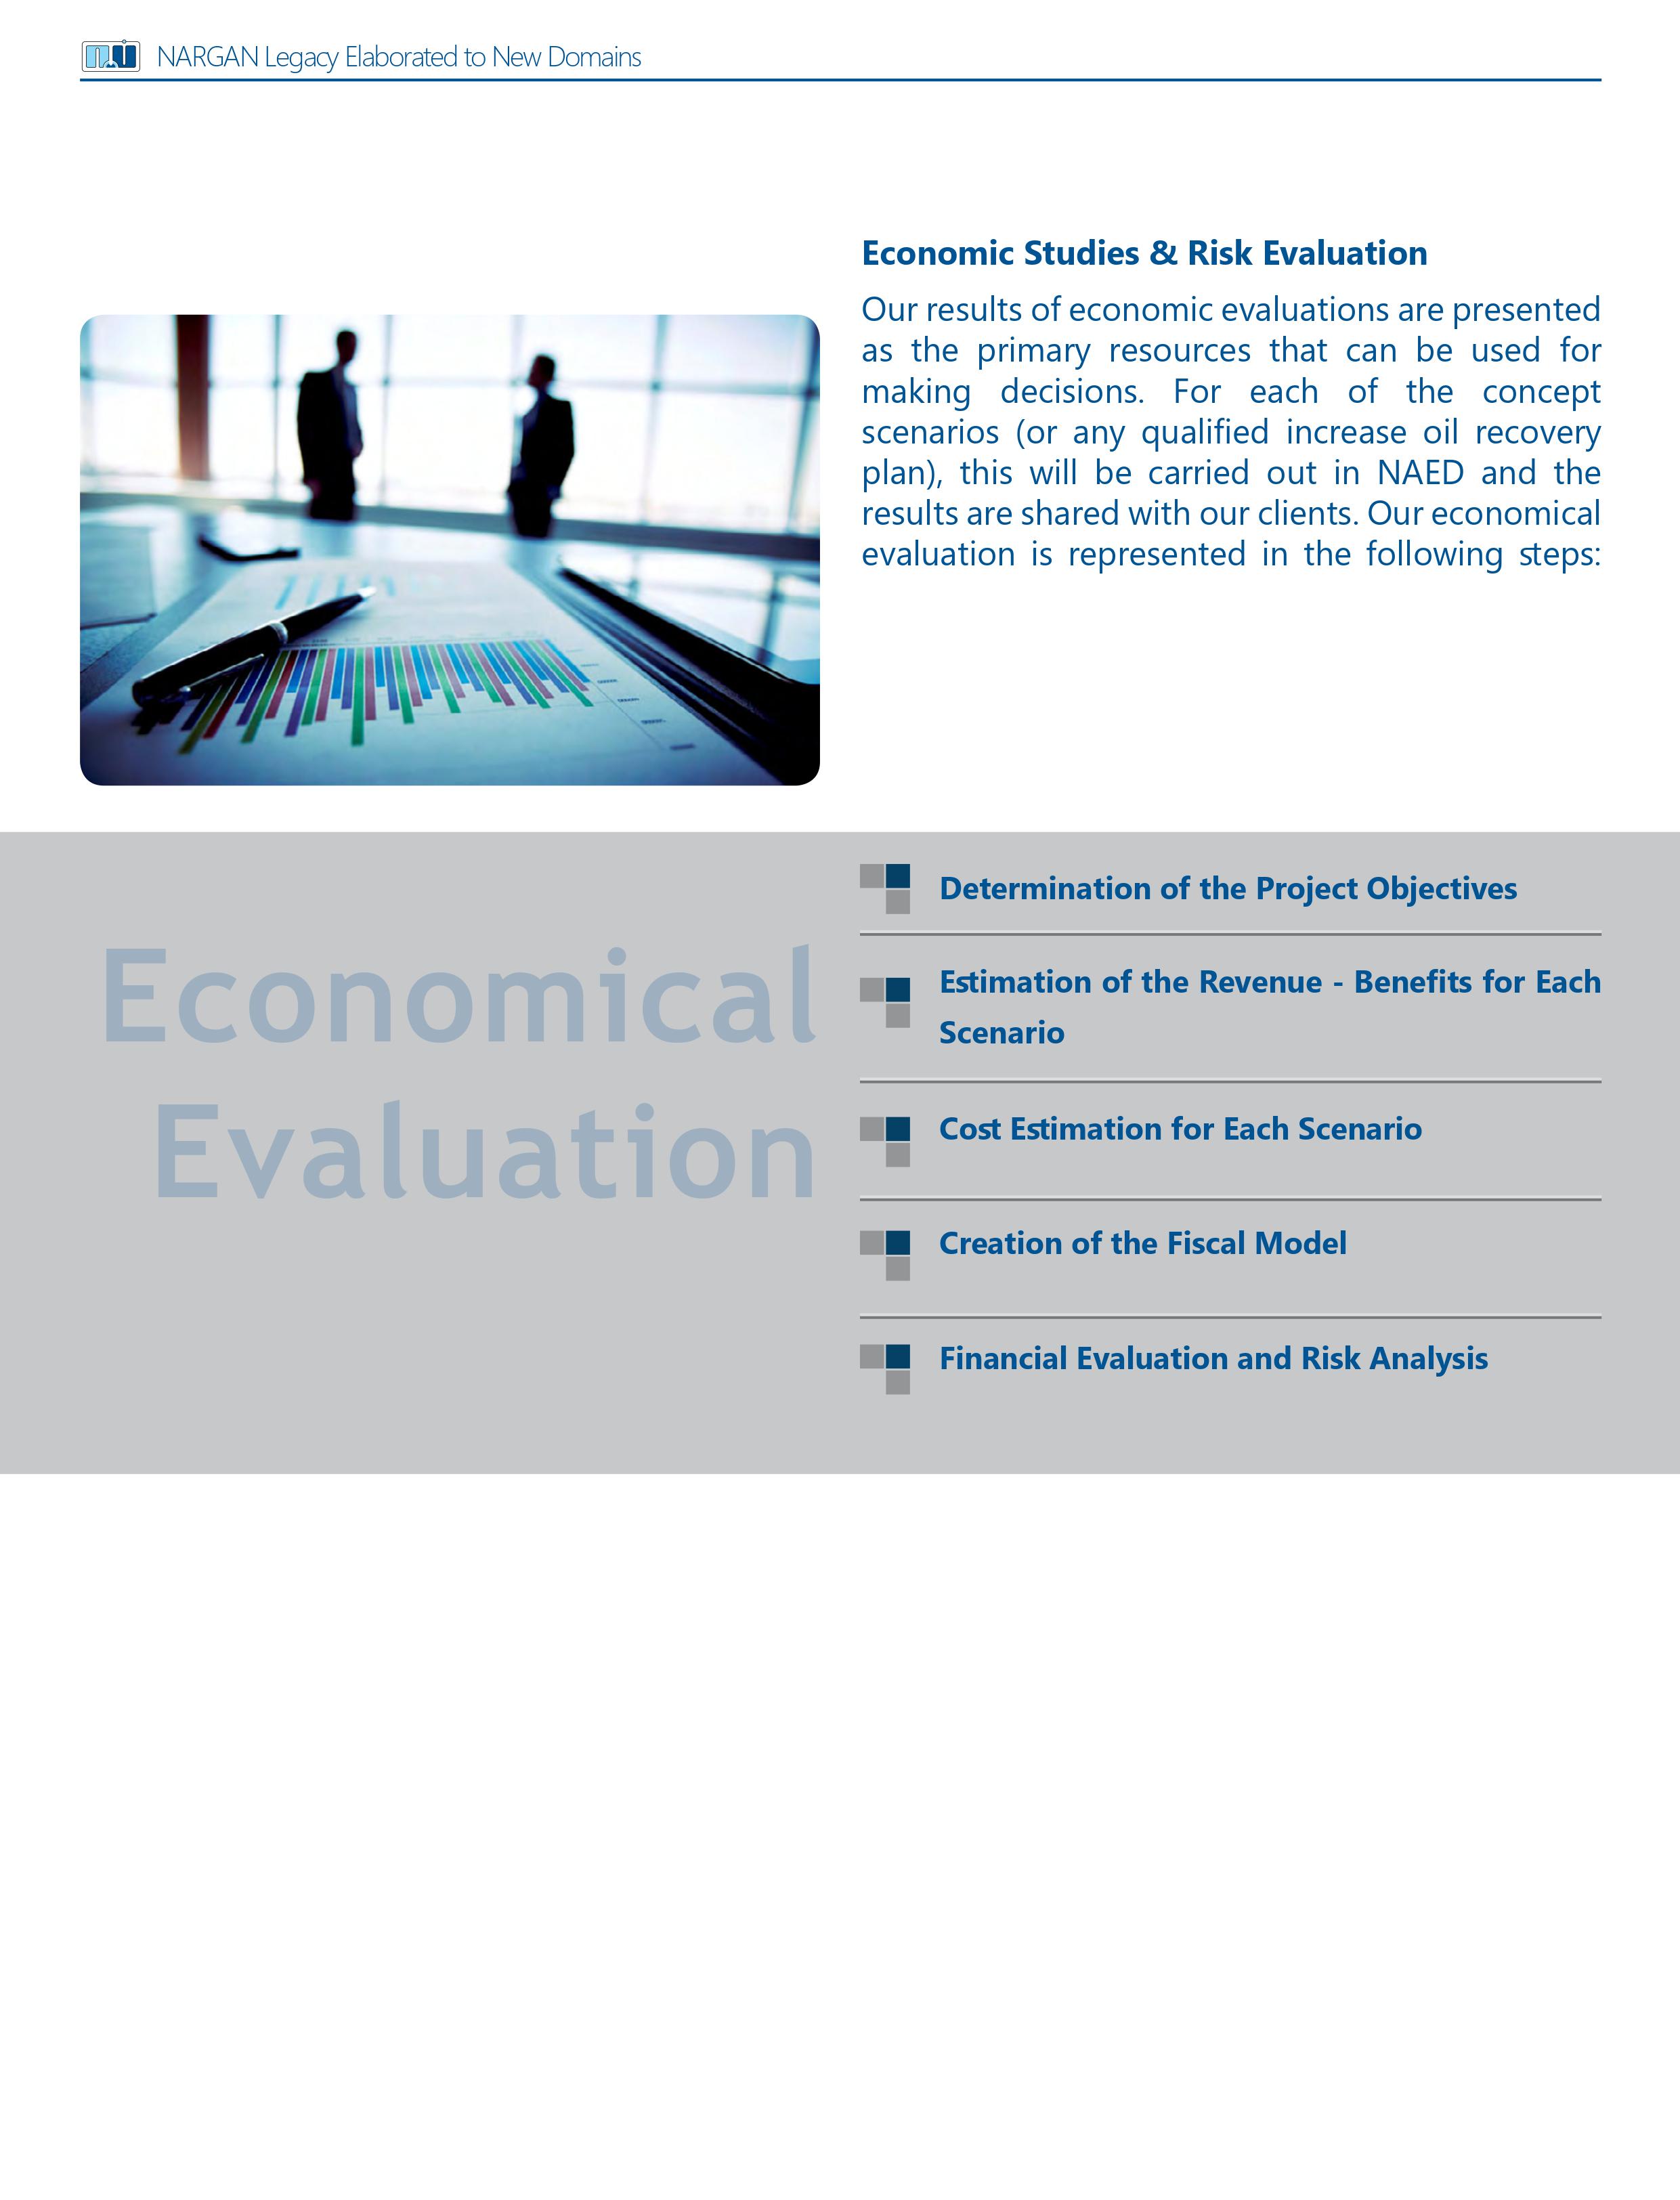 NARGAN Legacy Elaborated to New Domains
Economic Studies & Risk Evaluation
Our results of economic evaluations are presented
as the primary resources that can be used for
making decisions. For each of the concept
scenarios (or any qualified increase oil recovery
plan), this will be carried out in NAED and the
results are shared with our clients. Our economical
evaluation is represented in the following steps:
Economical
Evaluation
Determination of the Project Objectives
Estimation of the Revenue - Benefits for Each
Scenario
Cost Estimation for Each Scenario
Creation of the Fiscal Model
Financial Evaluation and Risk Analysis